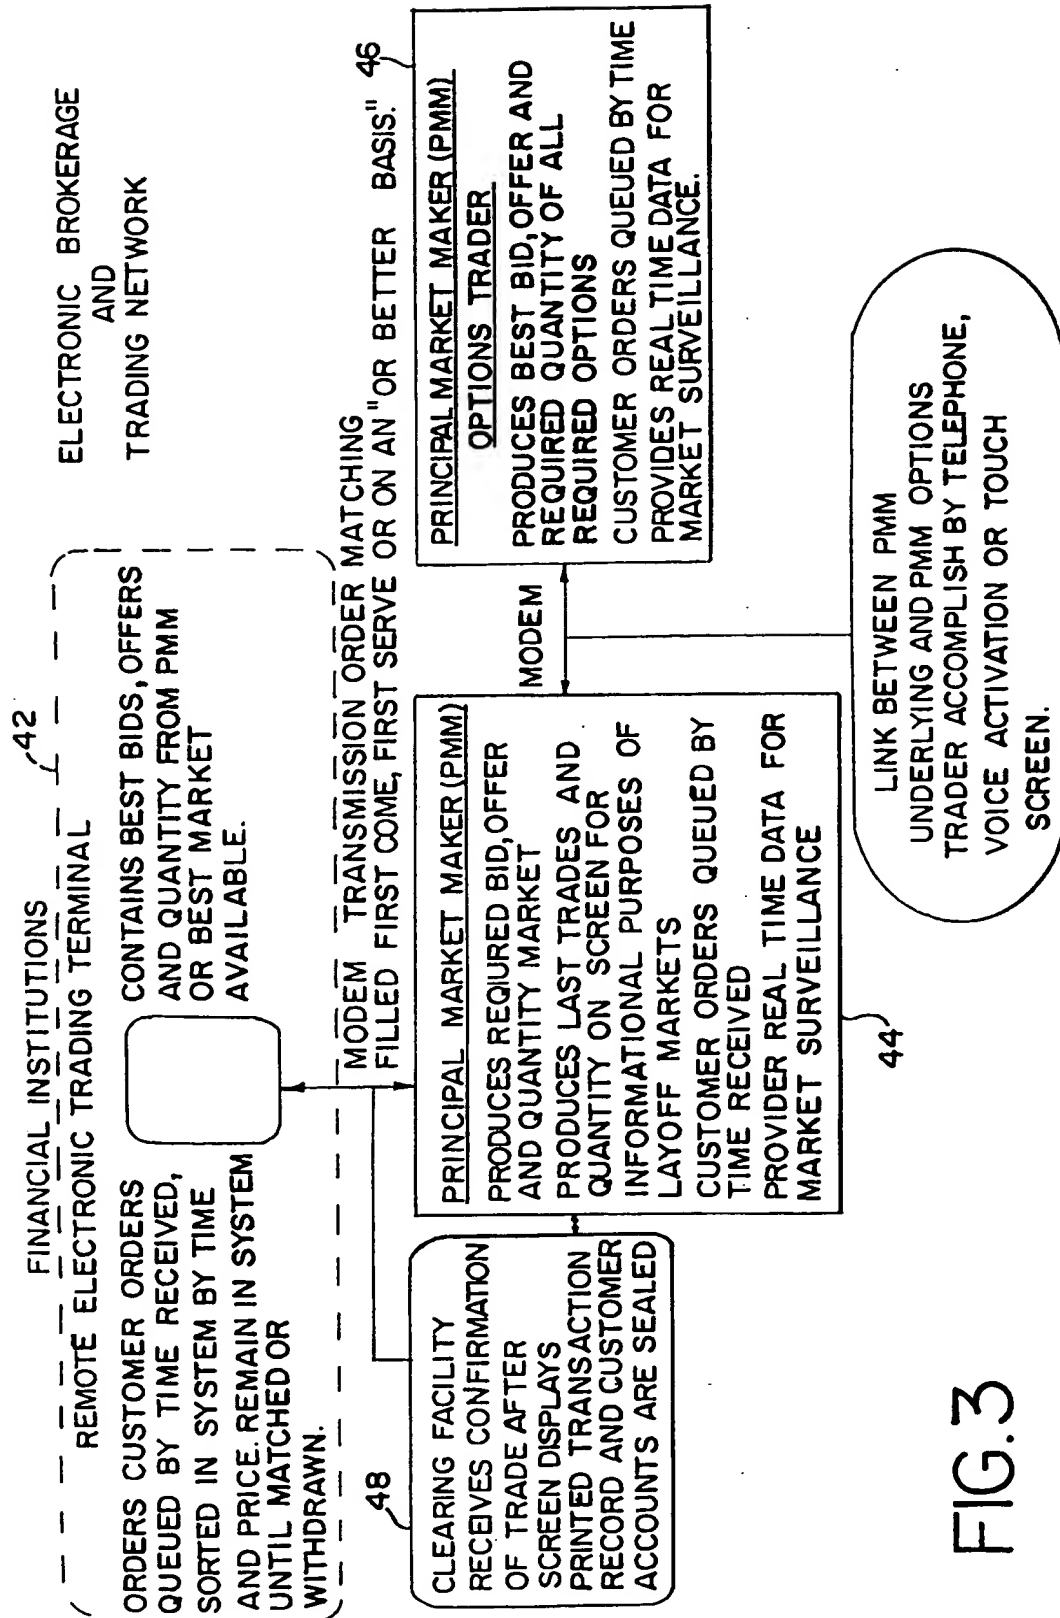 ELECTRONIC BROKERAGE
AND
TRADING NETWORK
FINANCIAL INSTITUTIONS
42
REMOTE ELECTRONIC TRADING TERMINAL
ORDERS CUSTOMER ORDERS
QUEUED BY TIME RECEIVED,
SORTED IN SYSTEM BY TIME
AND PRICE. REMAIN IN SYSTEM
UNTIL MATCHED OR
WITHDRAWN.
CONTAINS BEST BIDS, OFFERS
AND QUANTITY FROM PMM
OR BEST MARKET
AVAILABLE.
MODEM TRANSMISSION ORDER MATCHING
FILLED FIRST COME, FIRST SERVE OR ON AN "OR BETTER BASIS."
48
CLEARING FACILITY
RECEIVES CONFIRMATION
OF TRADE AFTER
SCREEN DISPLAYS
PRINTED TRANSACTION
RECORD AND CUSTOMER
ACCOUNTS ARE SEALED
PRINCIPAL MARKET MAKER (PMM)
PRODUCES REQIURED BID, OFFER
AND QUANTITY MARKET
PRODUCES LAST TRADES AND
QUANTITY ON SCREEN FOR
INFORMATIONAL PURPOSES OF
LAYOFF MARKETS
CUSTOMER ORDERS QUEUED BY
TIME RECEIVED
PROVIDER REAL TIME DATA FOR
MARKET SURVEILLANCE
44
MODEM
46
PRINCIPAL MARKET MAKER (PMM)
OPTIONS TRADER
PRODUCES BEST BID, OFFER AND
REQUIRED QUANTITY OF ALL
REQUIRED OPTIONS
CUSTOMER ORDERS QUEUED BY TIME
PROVIDES REAL TIME DATA FOR
MARKET SURVEILLANCE.
LINK BETWEEN PMM
UNDERLYING AND PMM OPTIONS
TRADER ACCOMPLISH BY TELEPHONE,
VOICE ACTIVATION OR TOUCH
SCREEN.
FIG.3